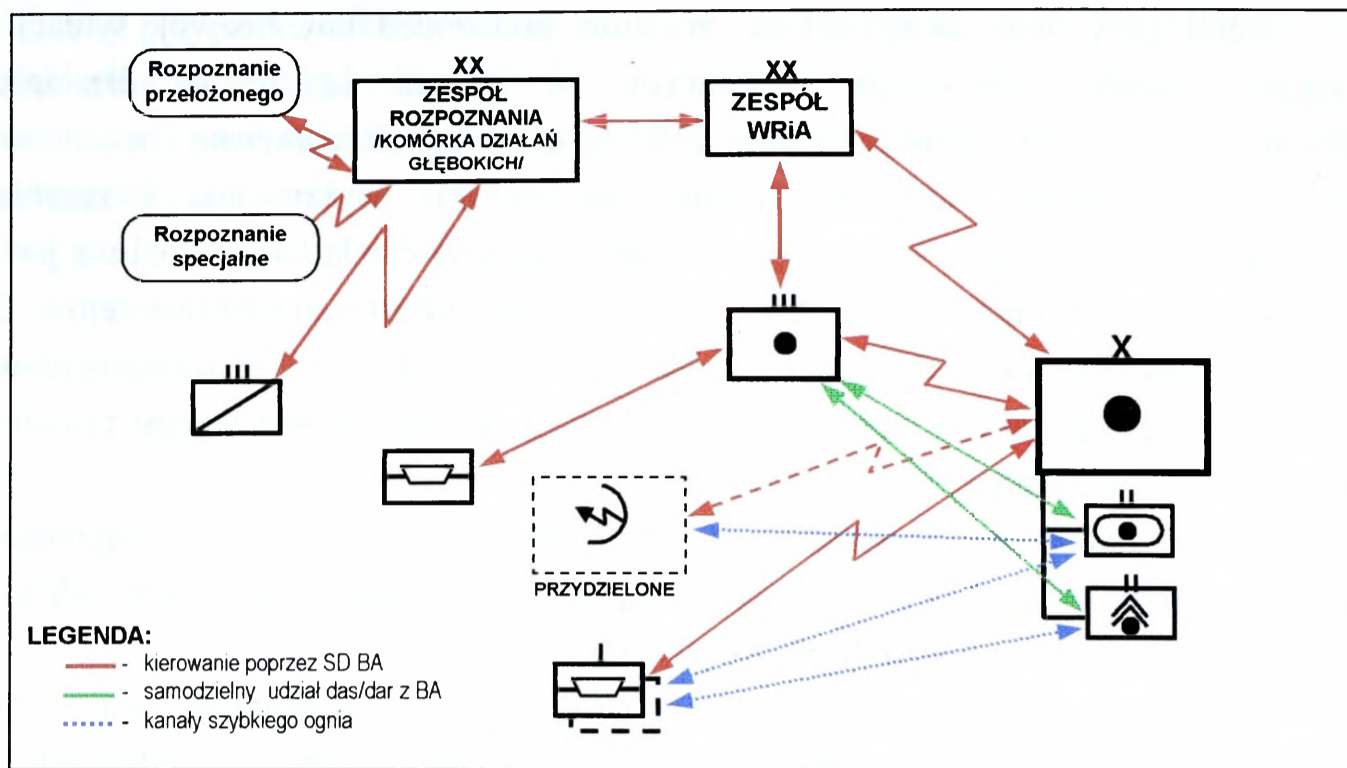 Rozpoznanie
przełożonego
XX
ZESPÓŁ
ROZPOZNANIA
/KOMÓRKA DZIAŁAŃ
GŁĘBOKICH/
XX
ZESPÓŁ
WRiA
Rozpoznanie
specjalne
III
III
X
II
PRZYDZIELONE
II
I
LEGENDA:
- kierowanie poprzez SD BA
- samodzielny udział das/dar z BA
- kanały szybkiego ognia